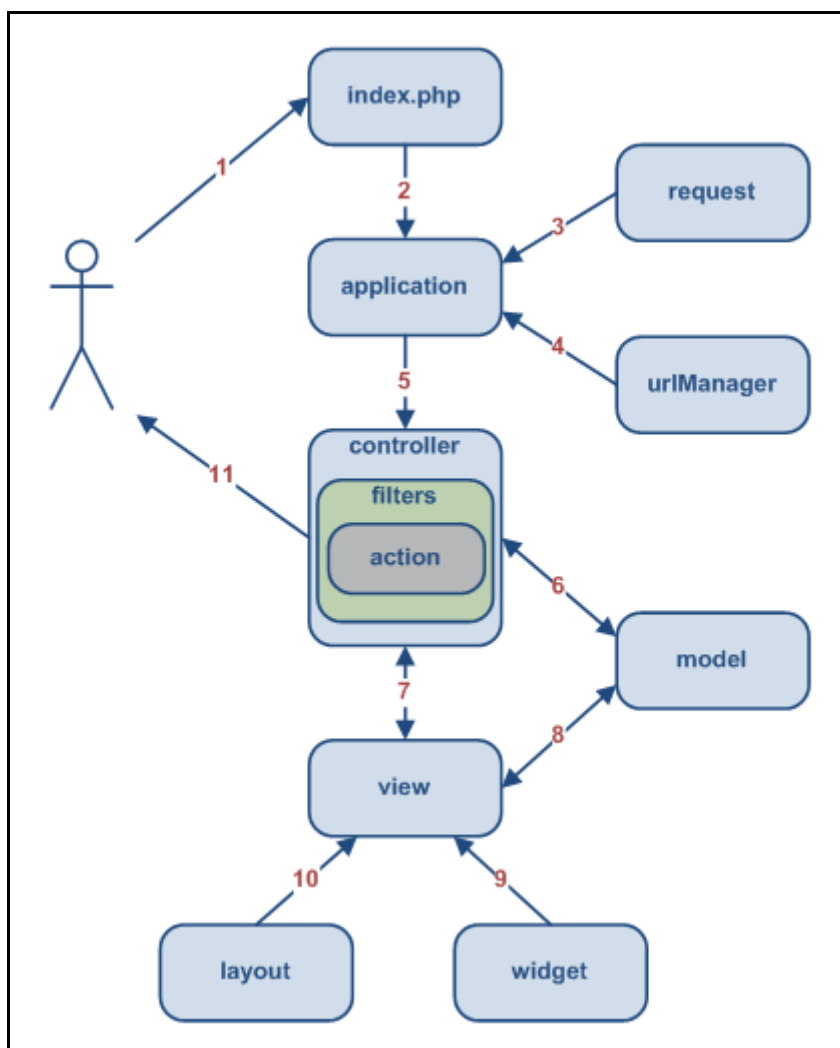 index.php
1
2
request
3
application
4
urlManager
5
controller
filters
action
11
6
model
7
8
view
10
9
layout
widget